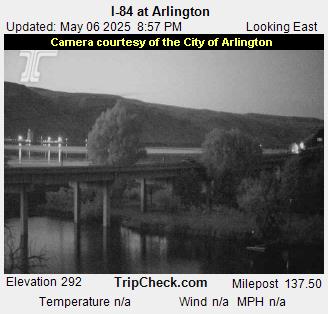 I-84 at Arlington
Updated: May 06 2025 8:57 PM Looking East
Camera courtesy of the City of Arlington
Elevation 292 TripCheck.com Milepost 137.50
Temperature n/a Wind n/a MPH n/a